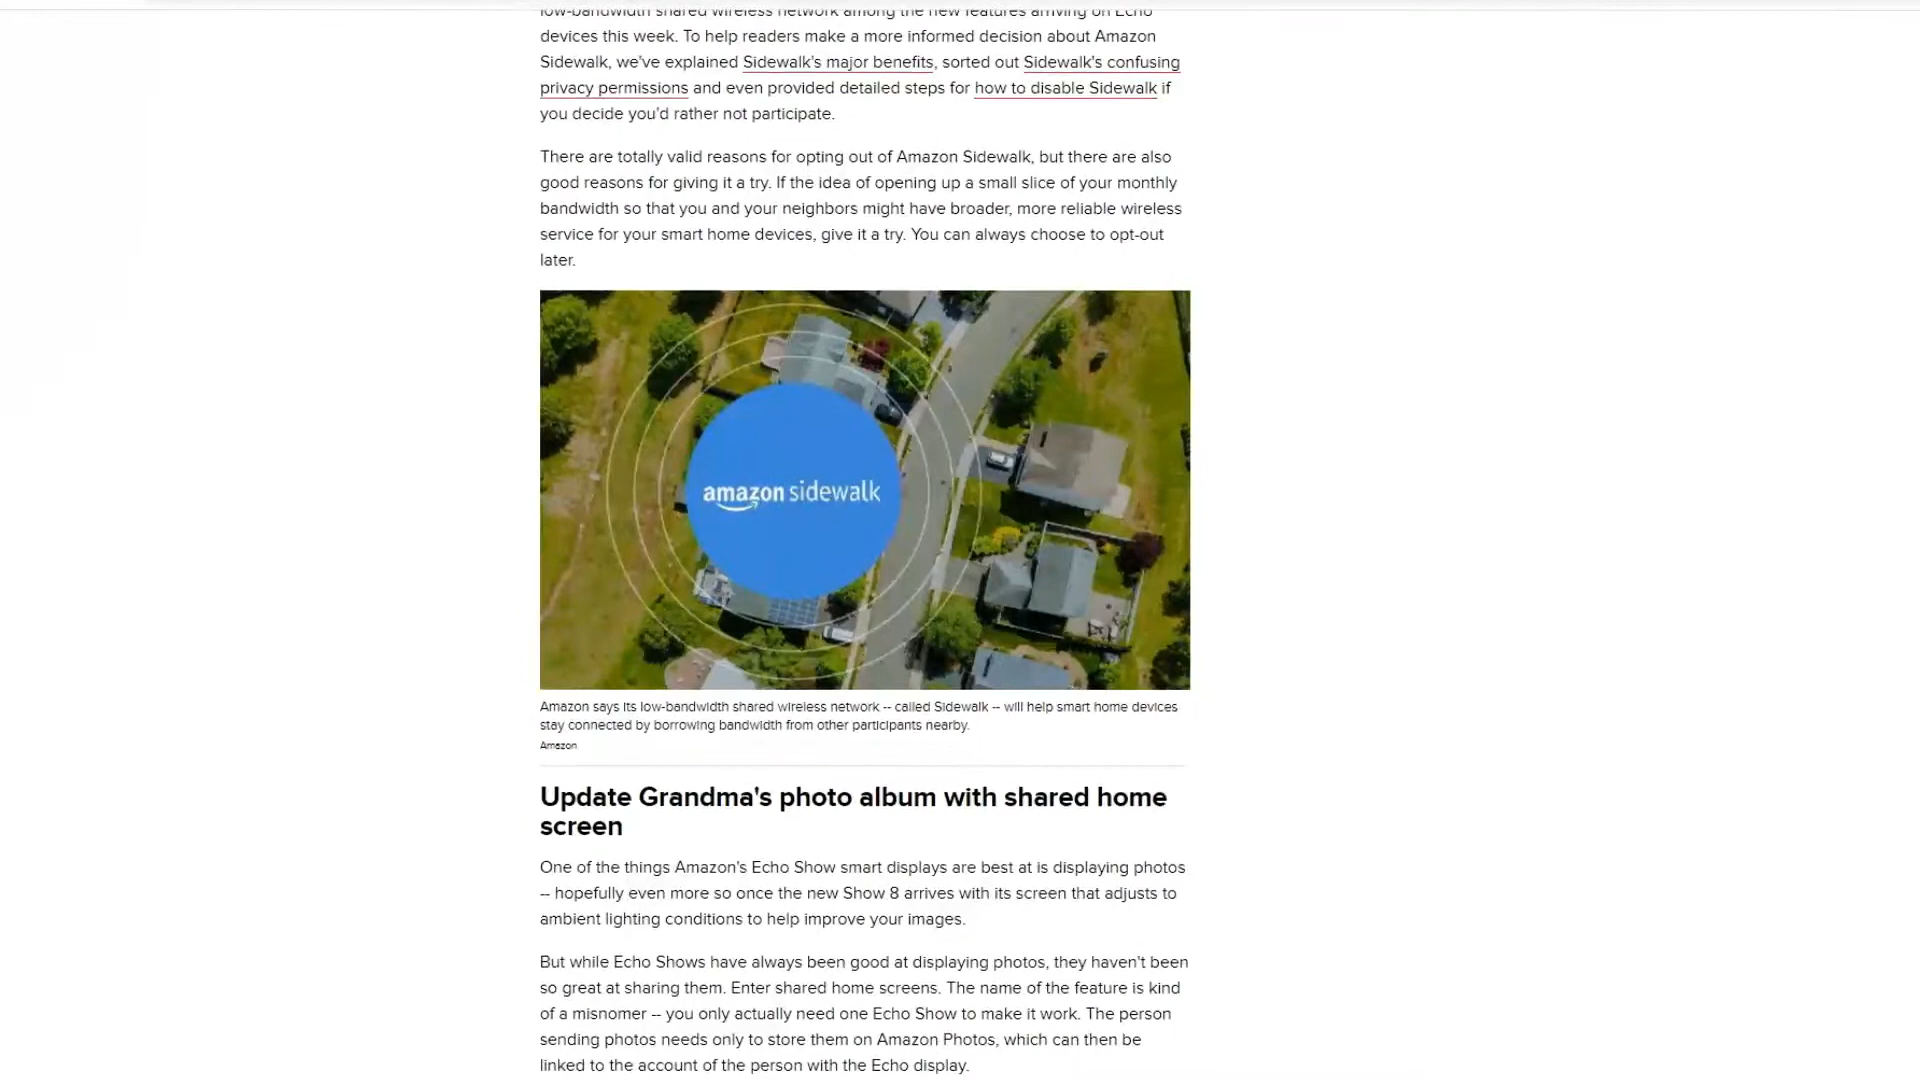 low-bandwidth shared wireless network among the new features arriving on Echo
devices this week. To help readers make a more informed decision about Amazon
Sidewalk, we've explained Sidewalk's major benefits, sorted out Sidewalk's confusing
privacy permissions and even provided detailed steps for how to disable Sidewalk if
you decide you'd rather not participate.
There are totally valid reasons for opting out of Amazon Sidewalk, but there are also
good reasons for giving it a try. If the idea of opening up a small slice of your monthly
bandwidth so that you and your neighbors might have broader, more reliable wireless
service for your smart home devices, give it a try. You can always choose to opt-out
later.
amazon sidewalk
Amazon says its low-bandwidth shared wireless network -- called Sidewalk -- will help smart home devices
stay connected by borrowing bandwidth from other participants nearby.
Amazon
Update Grandma's photo album with shared home
screen
One of the things Amazon's Echo Show smart displays are best at is displaying photos
-- hopefully even more so once the new Show 8 arrives with its screen that adjusts to
ambient lighting conditions to help improve your images.
But while Echo Shows have always been good at displaying photos, they haven't been
so great at sharing them. Enter shared home screens. The name of the feature is kind
of a misnomer -- you only actually need one Echo Show to make it work. The person
sending photos needs only to store them on Amazon Photos, which can then be
linked to the account of the person with the Echo display.